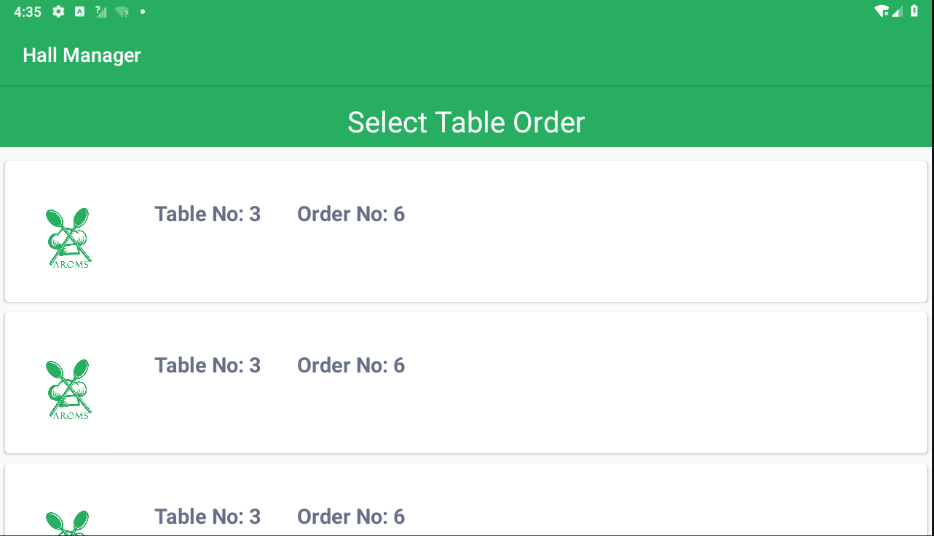 4:35
Hall Manager
Select Table Order
Table No: 3 Order No: 6
AROMS
Table No: 3 Order No: 6
AROMS
Table No: 3 Order No: 6